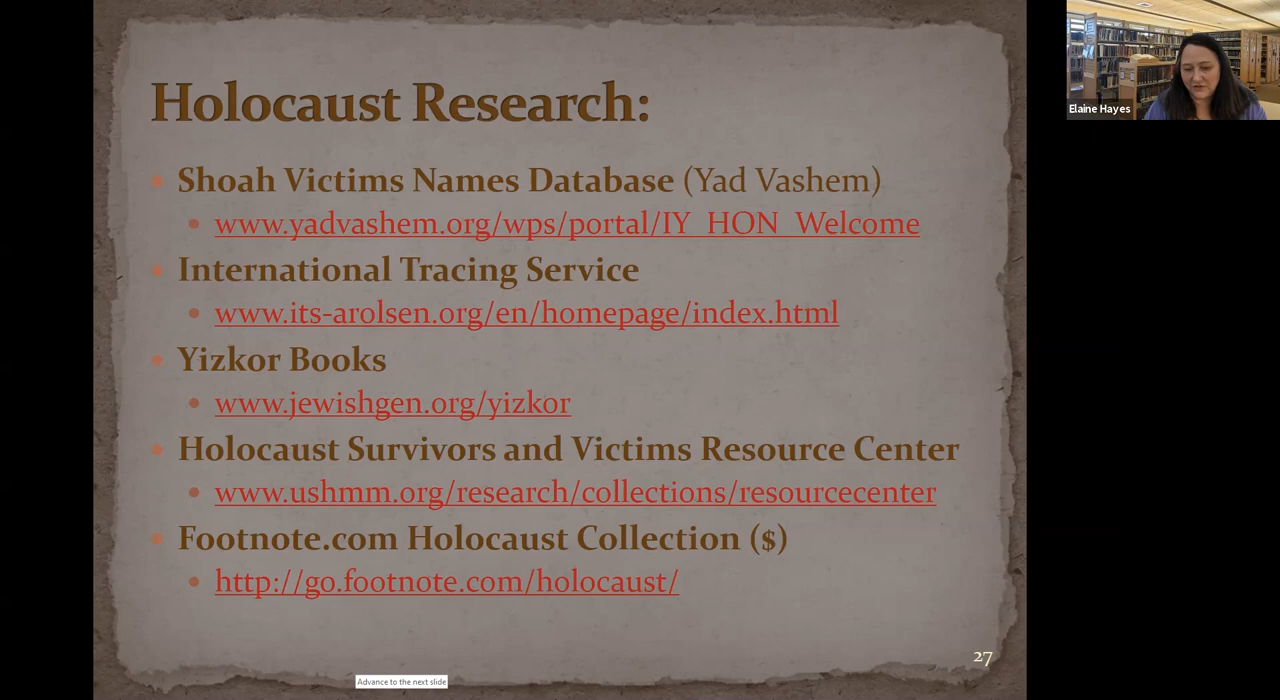 Holocaust Research:
Shoah Victims Names Database (Yad Vashem)
www.yadvashem.org/wps/portal/IY_HON_Welcome
International Tracing Service
www.its-arolsen.org/en/homepage/index.html
Yizkor Books
www.jewishgen.org/yizkor
Holocaust Survivors and Victims Resource Center
www.ushmm.org/research/collections/resourcecenter
Footnote.com Holocaust Collection ($)
http://go.footnote.com/holocaust/
27
Advance to the next slide
Elaine Hayes